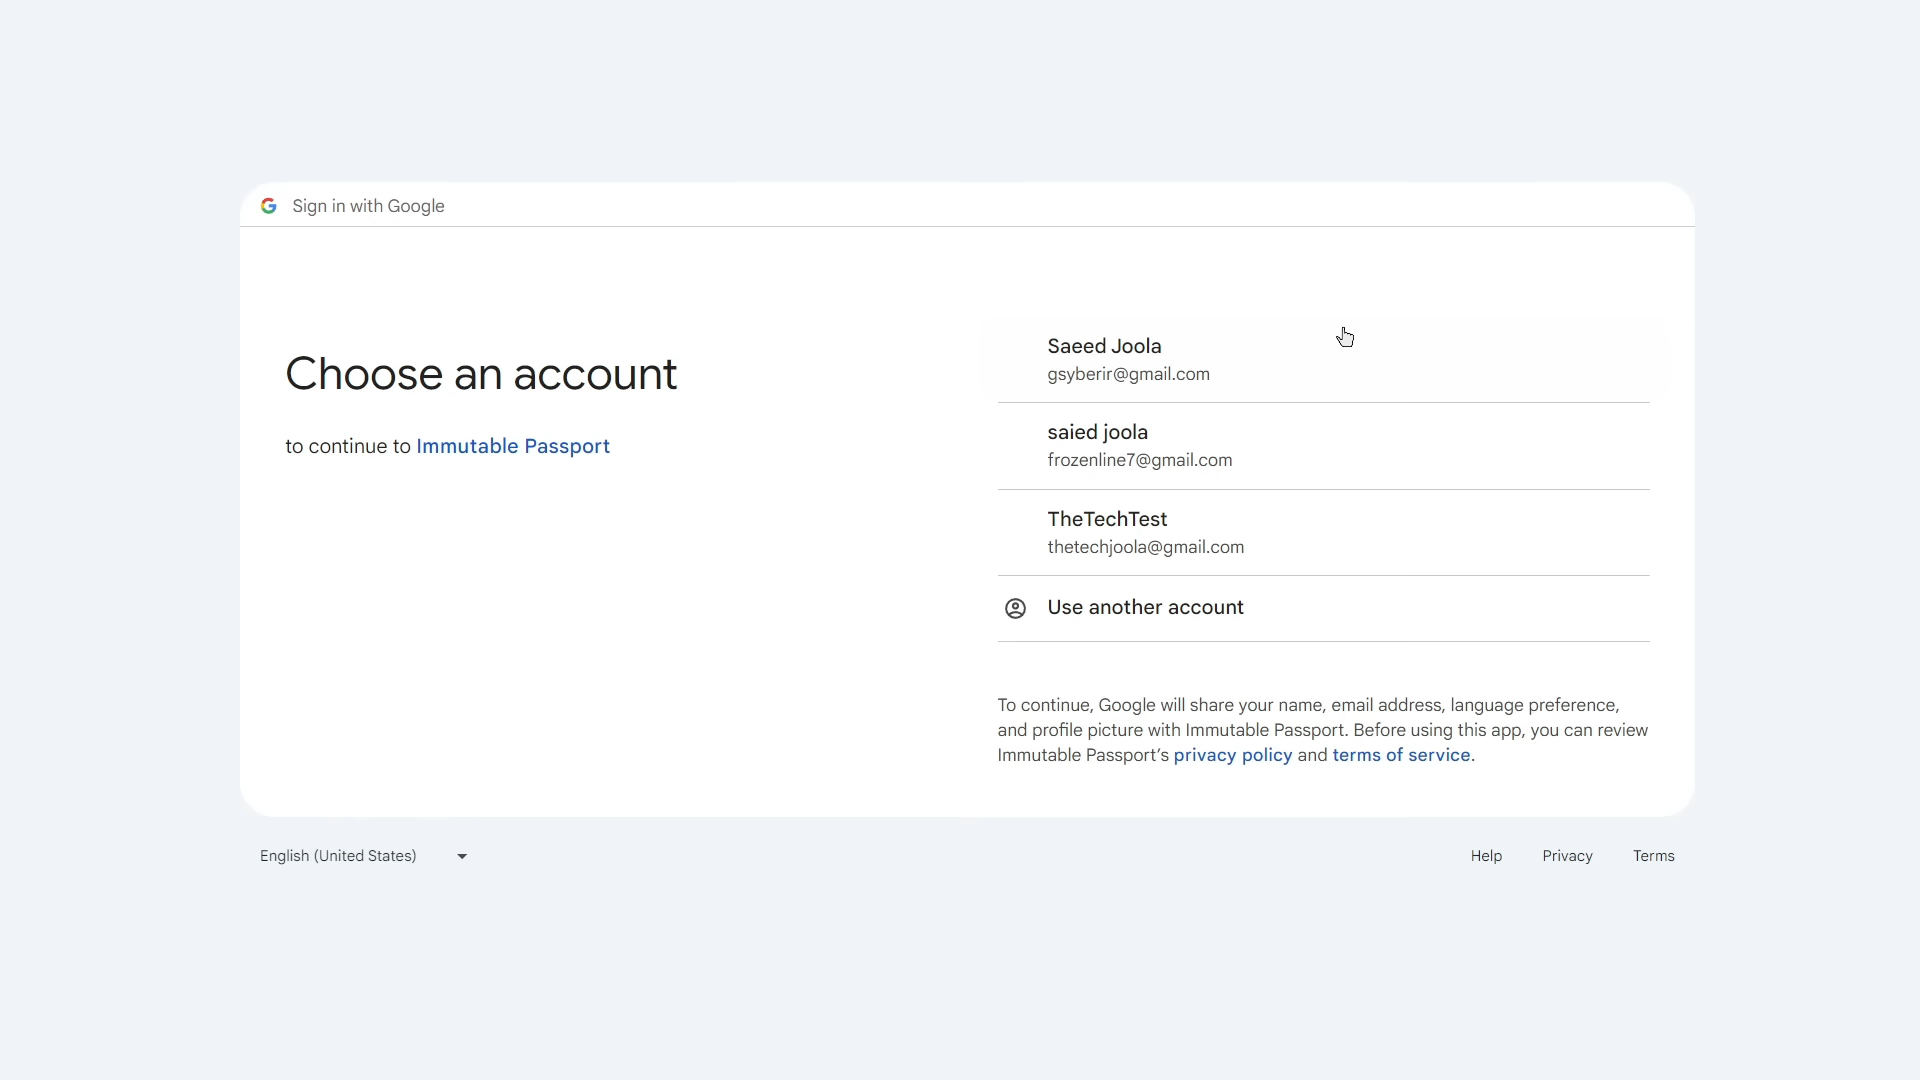 Sign in with Google
Choose an account
to continue to Immutable Passport
Saeed Joola
gsyberir@gmail.com
saied joola
frozenline7@gmail.com
TheTechTest
thetechjoola@gmail.com
Use another account
To continue, Google will share your name, email address, language preference,
and profile picture with Immutable Passport. Before using this app, you can review
Immutable Passport’s privacy policy and terms of service.
English (United States)
Help
Privacy
Terms